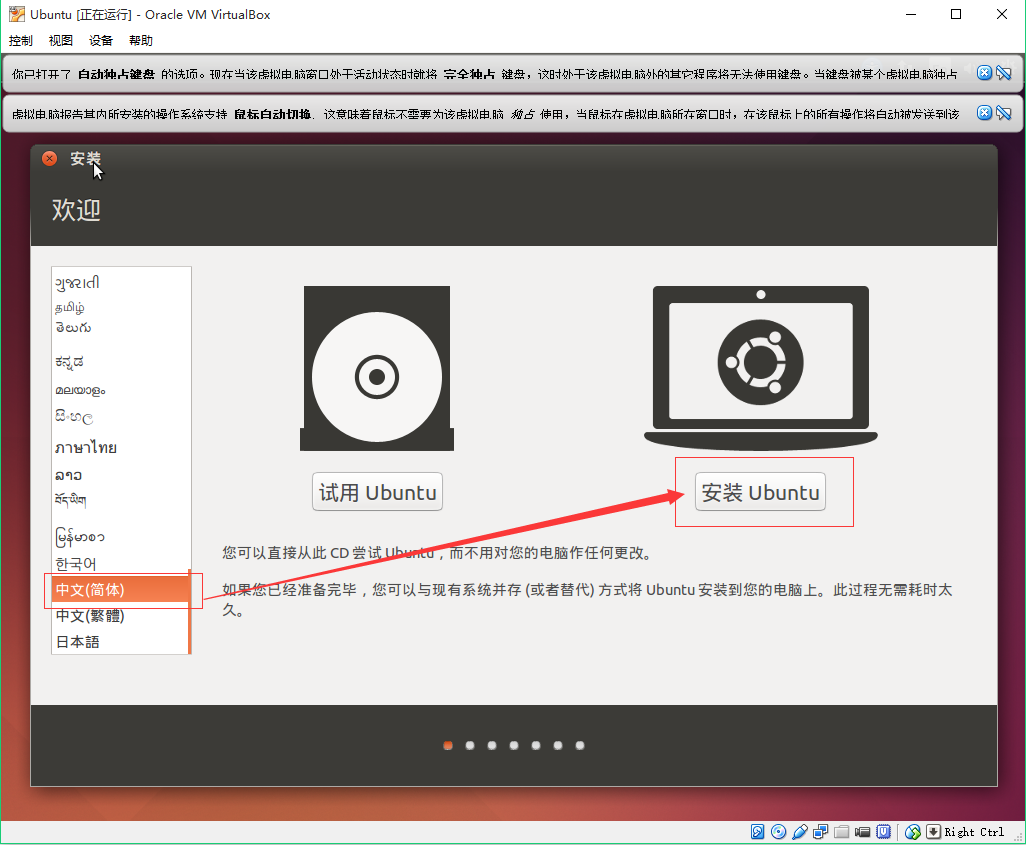 Ubuntu [正在运行] - Oracle VM VirtualBox
控制 视图 设备 帮助
你已打开了 自动独占键盘 的选项。现在当该虚拟电脑窗口处于活动状态时就将 完全独占 键盘，这时处于该虚拟电脑外的其它程序将无法使用键盘。当键盘被某个虚拟电脑独占
虚拟电脑报告其内所安装的操作系统支持 鼠标自动切换. 这意味着鼠标不需要为该虚拟电脑 独占 使用，当鼠标在虚拟电脑所在窗口时，在该鼠标上的所有操作将自动被发送到该
安装
欢迎
ગુજરાતી
தமிழ்
తెలుగు
ಕನ್ನಡ
മലയാളം
සිංහල
ภาษาไทย
ລາວ
བོད་ཡིག
မြန်မာစာ
한국어
中文(简体)
中文(繁體)
日本語
试用 Ubuntu
安装 Ubuntu
您可以直接从此 CD 尝试 Ubuntu，而不用对您的电脑作任何更改。
如果您已经准备完毕，您可以与现有系统并存 (或者替代) 方式将 Ubuntu 安装到您的电脑上。此过程无需耗时太
久。
Right Ctrl